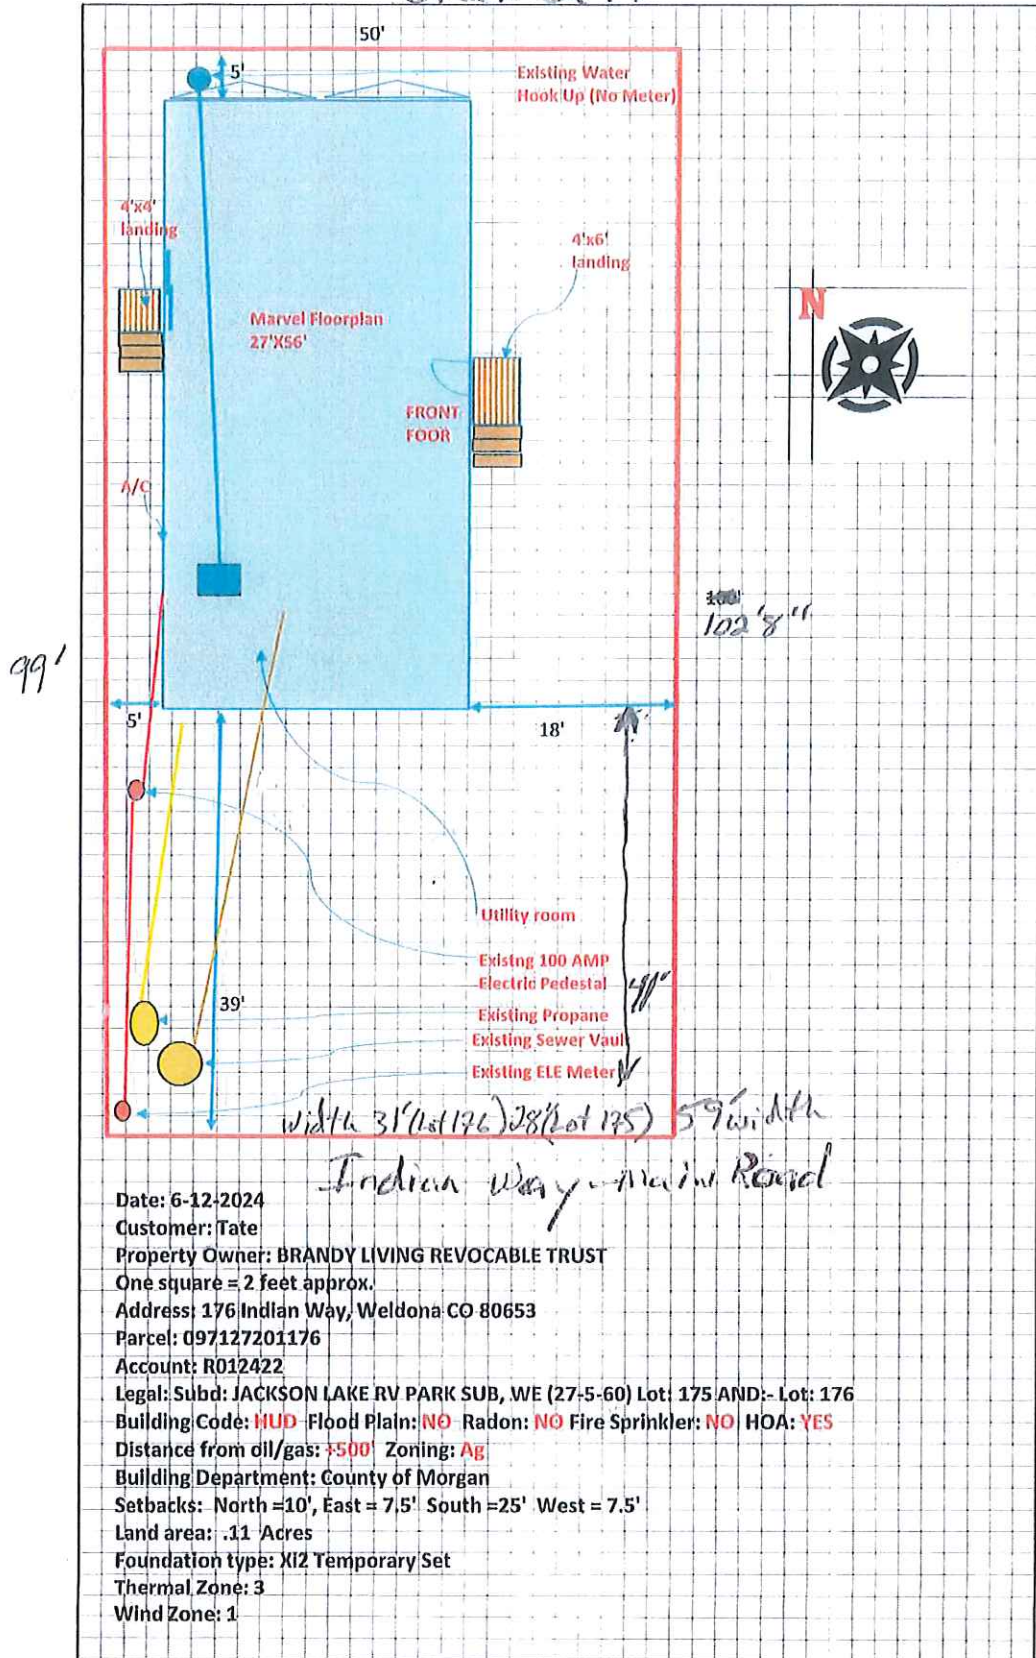 50'
5'
Existing Water
Hook Up (No Meter)
4'x4'
landing
4'x6'
landing
N
Marvel Floorplan
27'X56'
FRONT
FOOR
A/C
102'8"
99'
5'
18'
Utility room
Existng 100 AMP
Electric Pedestal
39'
Existing Propane
Existing Sewer Vault
Existing ELE Meter
width 31'(Lot 176) 28'(Lot 175) 59' width
Indian Way - Main Road
Date: 6-12-2024
Customer: Tate
Property Owner: BRANDY LIVING REVOCABLE TRUST
One square = 2 feet approx.
Address: 176 Indian Way, Weldona CO 80653
Parcel: 097127201176
Account: R012422
Legal: Subd: JACKSON LAKE RV PARK SUB, WE (27-5-60) Lot: 175 AND:- Lot: 176
Building Code: HUD Flood Plain: NO Radon: NO Fire Sprinkler: NO HOA: YES
Distance from oil/gas: +500' Zoning: Ag
Building Department: County of Morgan
Setbacks: North =10', East = 7.5' South =25' West = 7.5'
Land area: .11 Acres
Foundation type: Xi2 Temporary Set
Thermal Zone: 3
Wind Zone: 1